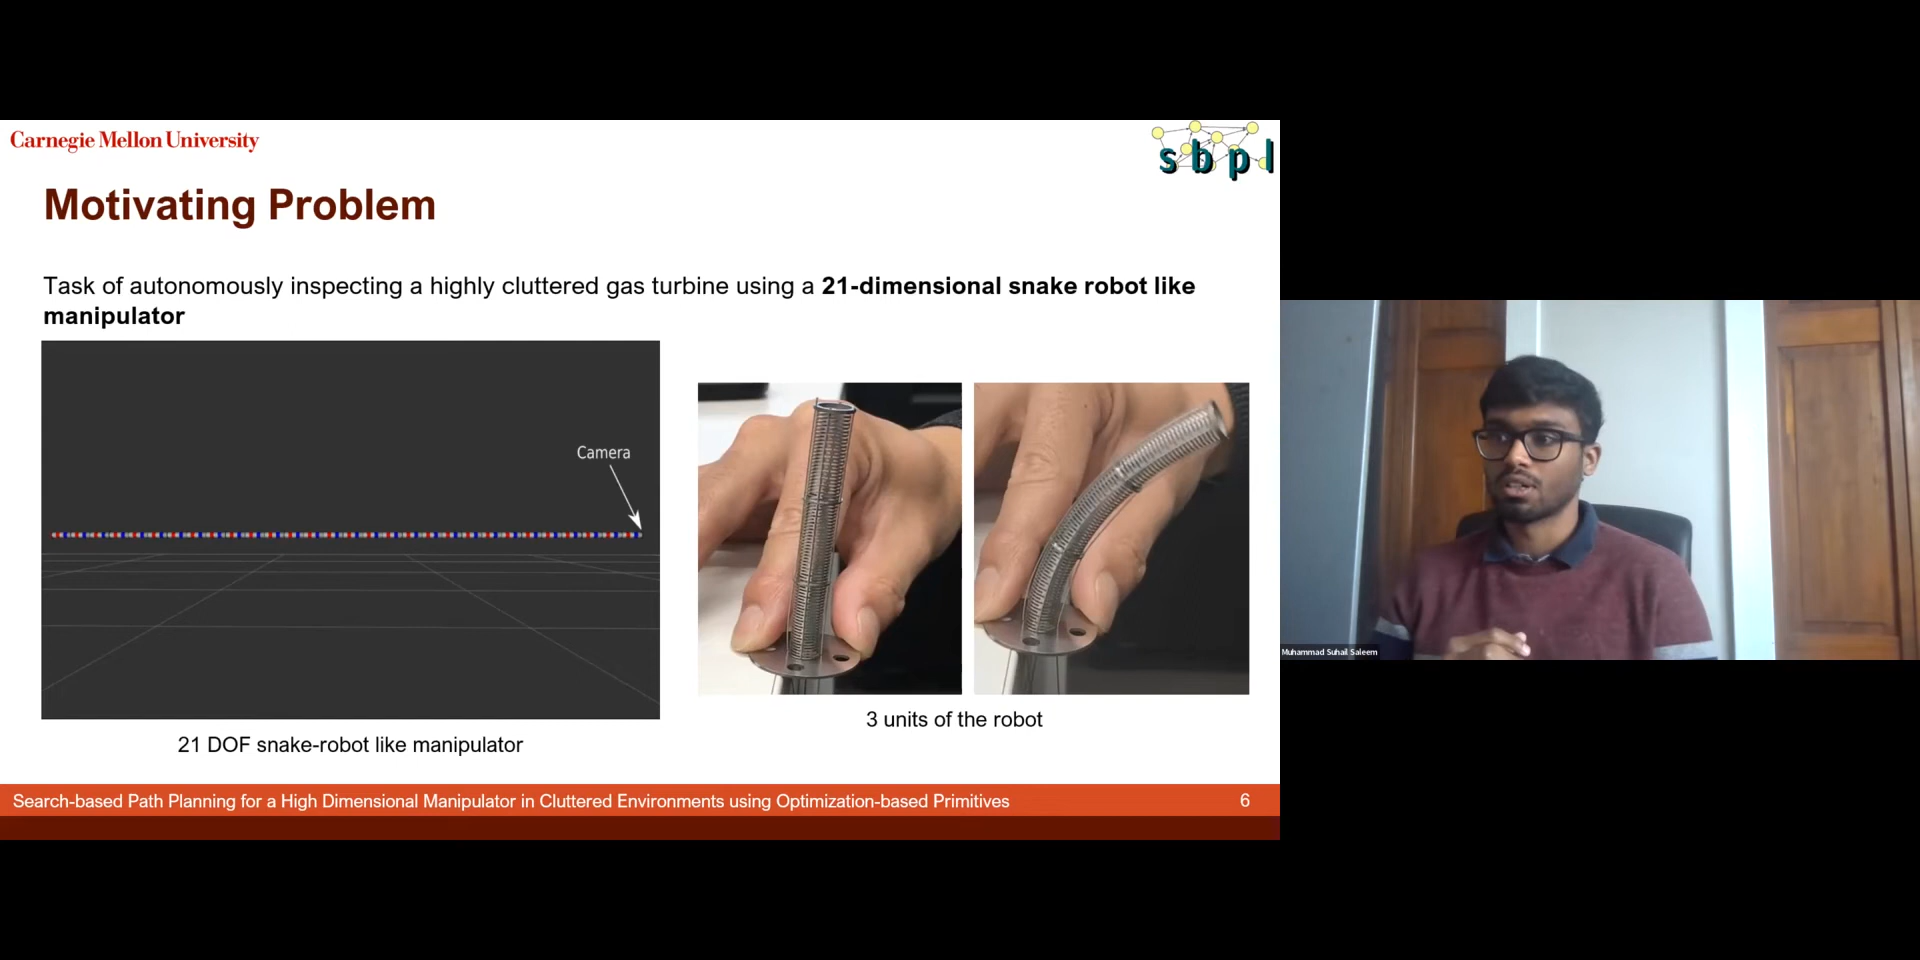 Carnegie Mellon University
sbpl
Motivating Problem
Task of autonomously inspecting a highly cluttered gas turbine using a 21-dimensional snake robot like
manipulator
Camera
21 DOF snake-robot like manipulator
3 units of the robot
Search-based Path Planning for a High Dimensional Manipulator in Cluttered Environments using Optimization-based Primitives
6
Muhammad Suhail Saleem